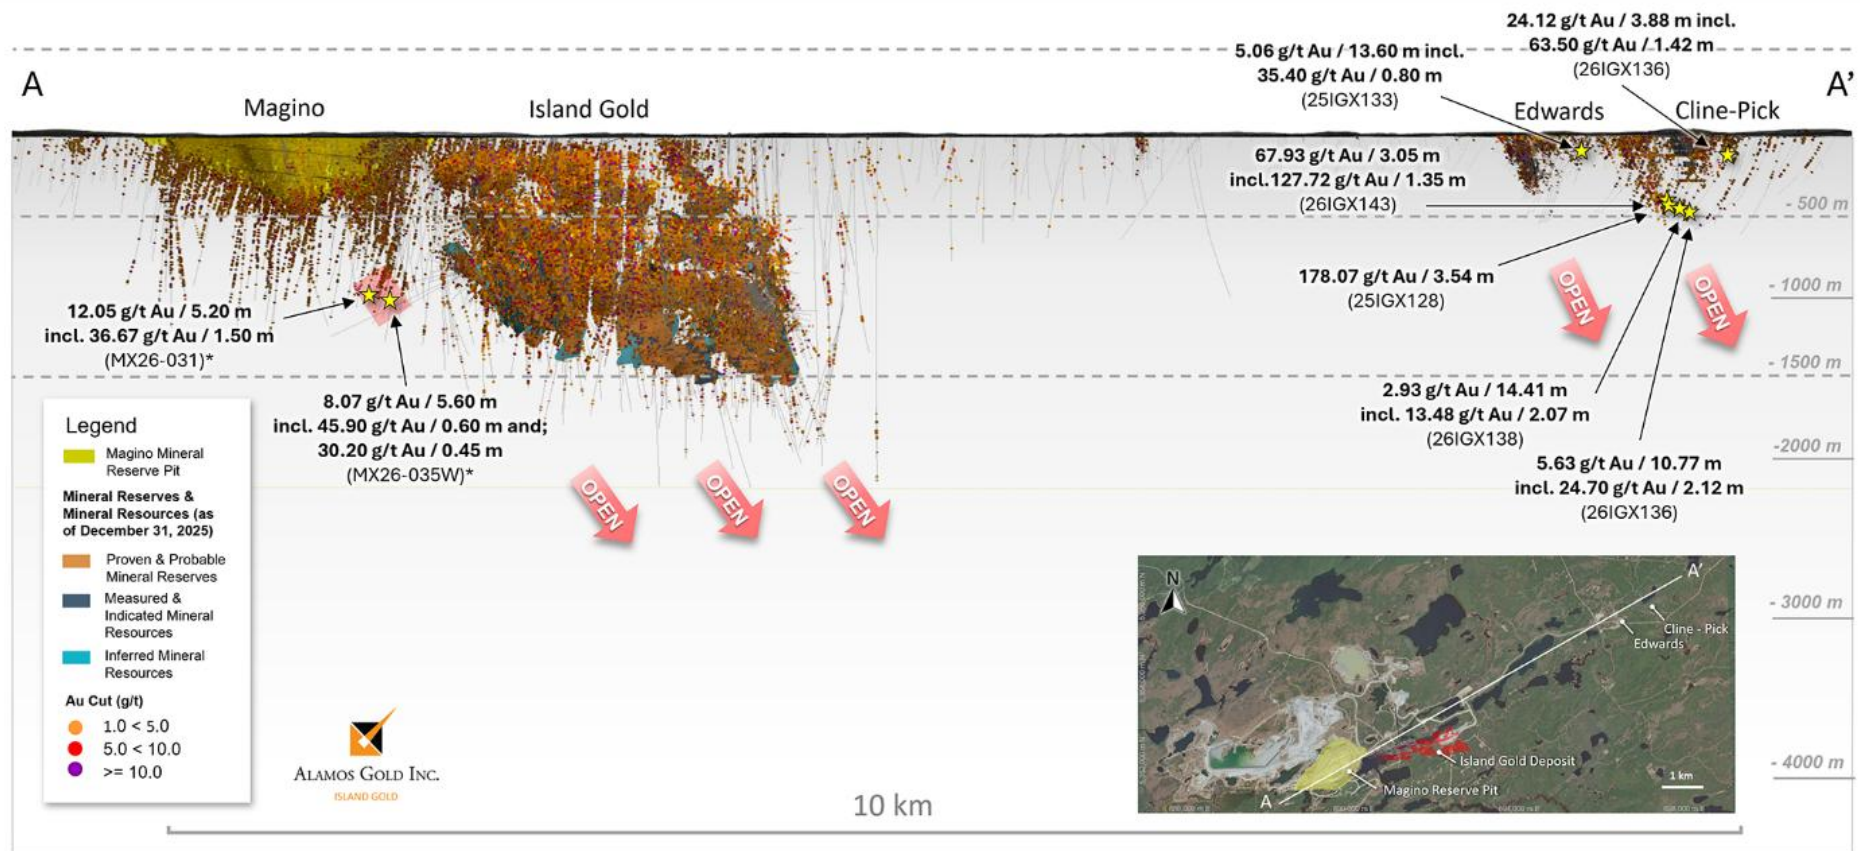 24.12 g/t Au / 3.88 m incl.
63.50 g/t Au / 1.42 m
(26IGX136)
5.06 g/t Au / 13.60 m incl.
35.40 g/t Au / 0.80 m
(25IGX133)
A
A’
Magino
Island Gold
Edwards
Cline-Pick
67.93 g/t Au / 3.05 m
incl.127.72 g/t Au / 1.35 m
(26IGX143)
- 500 m
178.07 g/t Au / 3.54 m
(25IGX128)
OPEN
OPEN
- 1000 m
12.05 g/t Au / 5.20 m
incl. 36.67 g/t Au / 1.50 m
(MX26-031)*
- 1500 m
8.07 g/t Au / 5.60 m
incl. 45.90 g/t Au / 0.60 m and;
30.20 g/t Au / 0.45 m
(MX26-035W)*
2.93 g/t Au / 14.41 m
incl. 13.48 g/t Au / 2.07 m
(26IGX138)
-2000 m
5.63 g/t Au / 10.77 m
incl. 24.70 g/t Au / 2.12 m
(26IGX136)
OPEN
OPEN
OPEN
Legend
Magino Mineral
Reserve Pit
Mineral Reserves &
Mineral Resources (as
of December 31, 2025)
Proven & Probable
Mineral Reserves
Measured &
Indicated Mineral
Resources
Inferred Mineral
Resources
Au Cut (g/t)
1.0 < 5.0
5.0 < 10.0
>= 10.0
ALAMOS GOLD INC.
ISLAND GOLD
N
A’
Cline - Pick
Edwards
Island Gold Deposit
Magino Reserve Pit
A
1 km
- 3000 m
- 4000 m
10 km